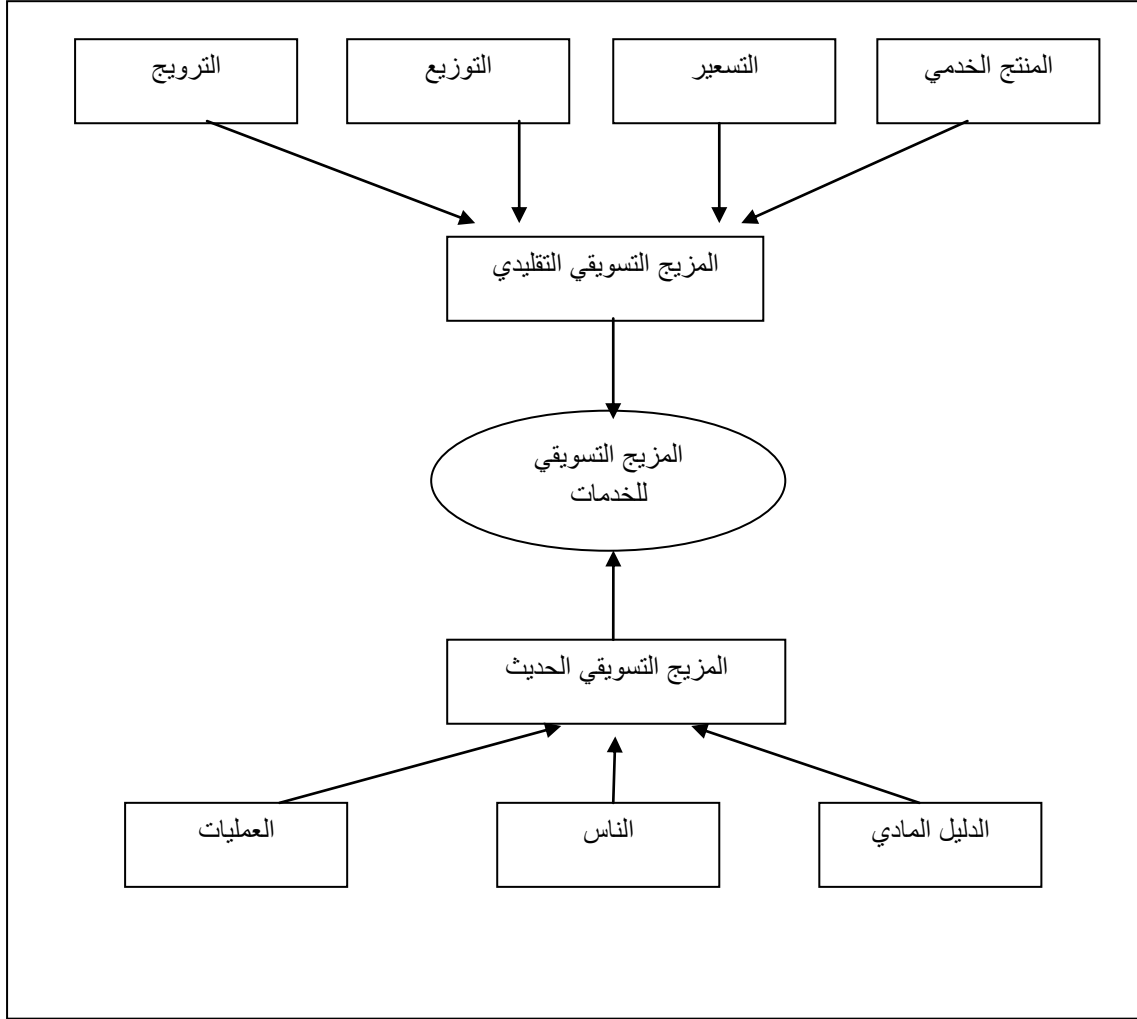 المنتج الخدمي
التسعير
التوزيع
الترويج
المزيج التسويقي التقليدي
المزيج التسويقي
للخدمات
المزيج التسويقي الحديث
الدليل المادي
الناس
العمليات